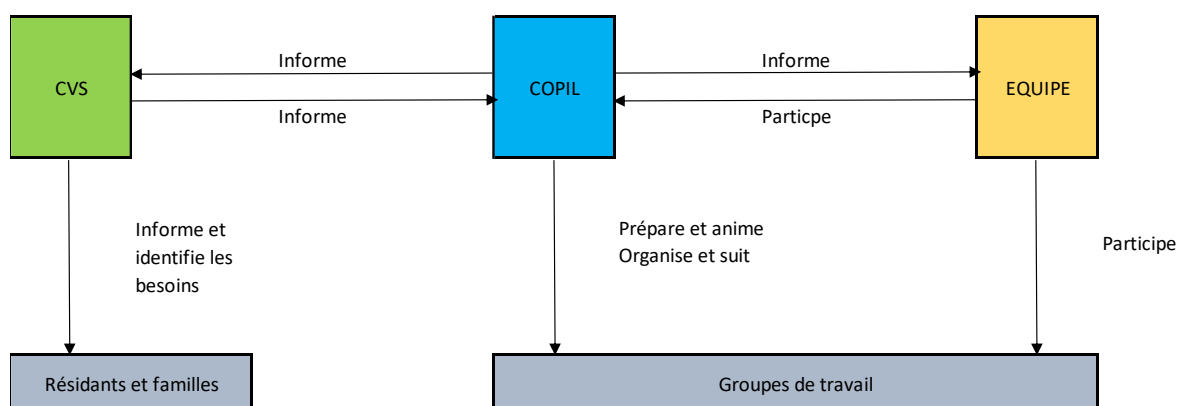 Informe
Informe
CVS
COPIL
EQUIPE
Informe
Particpe
Informe et
identifie les
besoins
Prépare et anime
Organise et suit
Participe
Résidants et familles
Groupes de travail